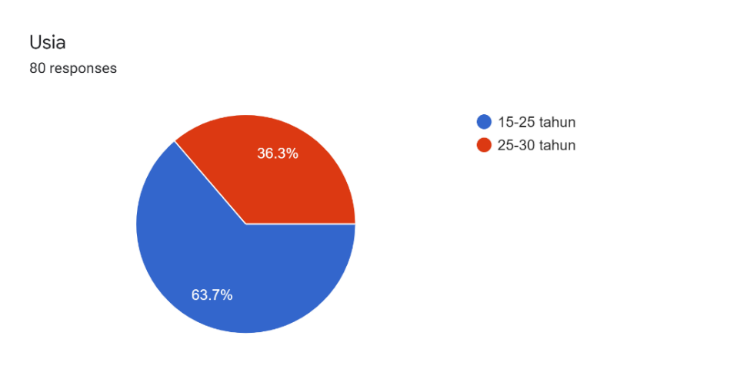 Usia
80 responses
15-25 tahun
25-30 tahun
36.3%
63.7%